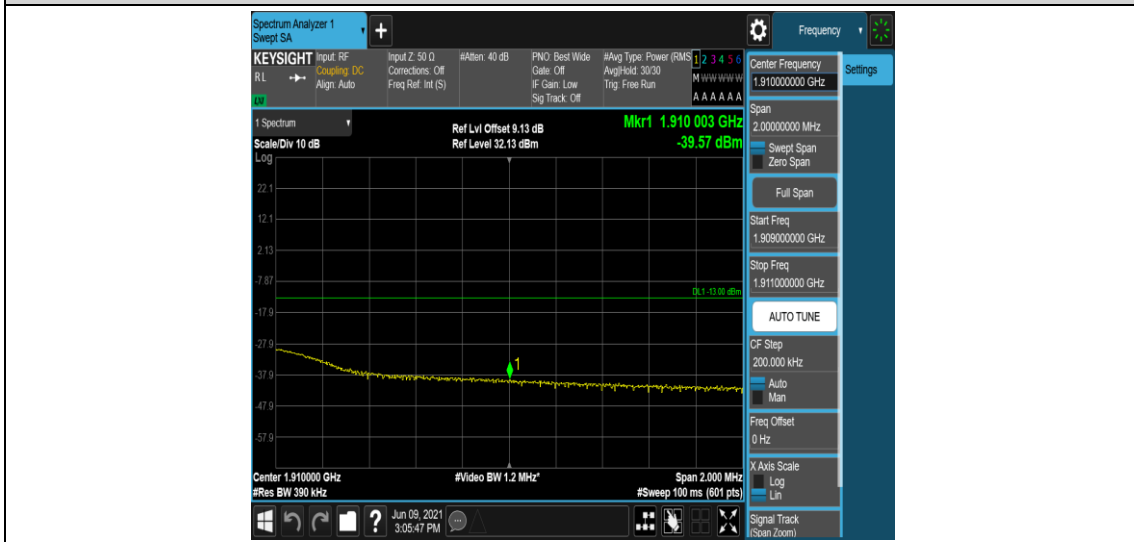 Spectrum Analyzer 1
Swept SA
+
Frequency
KEYSIGHT
RL
LXI
Input: RF
Coupling: DC
Align: Auto
Input Z: 50 Ω
Corrections: Off
Freq Ref: Int (S)
#Atten: 40 dB
PNO: Best Wide
Gate: Off
IF Gain: Low
Sig Track: Off
#Avg Type: Power (RMS
Avg|Hold: 30/30
Trig: Free Run
1 2 3 4 5 6
M W W W W W
A A A A A A
1 Spectrum
Scale/Div 10 dB
Log
Ref Lvl Offset 9.13 dB
Ref Level 32.13 dBm
Mkr1 1.910 003 GHz
-39.57 dBm
22.1
12.1
2.13
-7.87
-17.9
-27.9
-37.9
-47.9
-57.9
DL1 -13.00 dBm
1
Center 1.910000 GHz
#Res BW 390 kHz
#Video BW 1.2 MHz*
Span 2.000 MHz
#Sweep 100 ms (601 pts)
Center Frequency
1.910000000 GHz
Settings
Span
2.00000000 MHz
Swept Span
Zero Span
Full Span
Start Freq
1.909000000 GHz
Stop Freq
1.911000000 GHz
AUTO TUNE
CF Step
200.000 kHz
Auto
Man
Freq Offset
0 Hz
X Axis Scale
Log
Lin
Signal Track
(Span Zoom)
?
Jun 09, 2021
3:05:47 PM